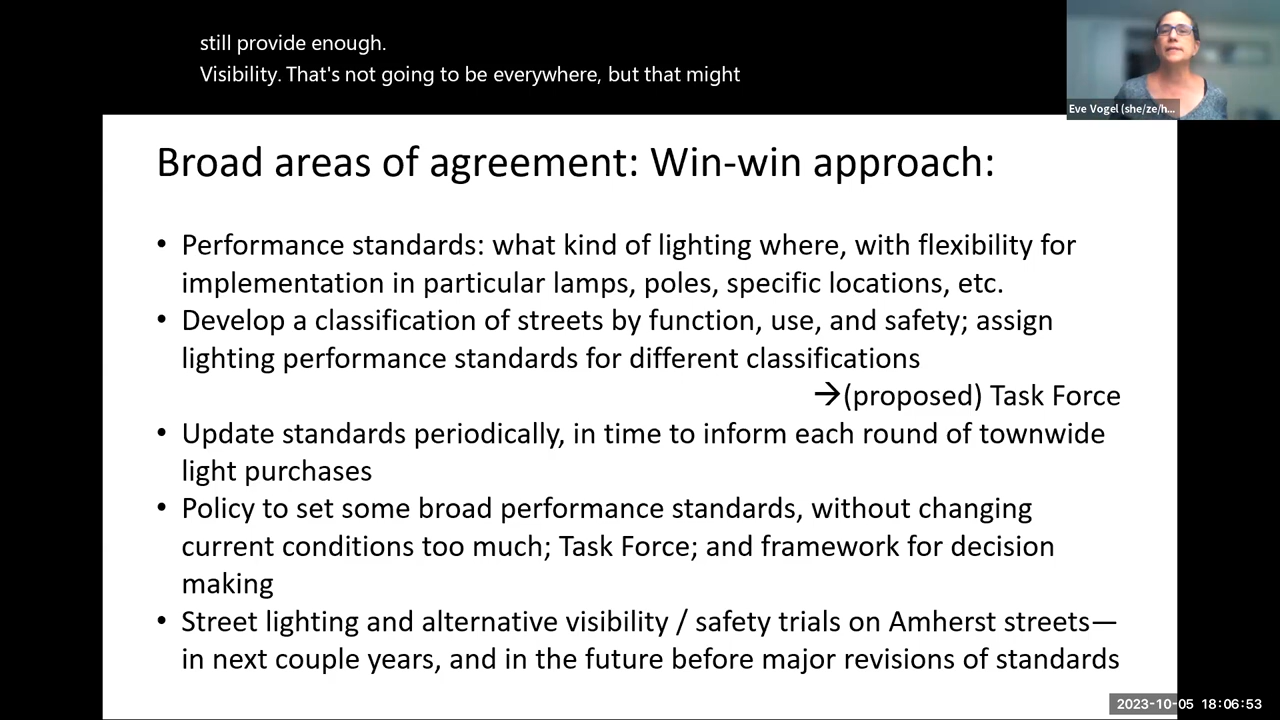 still provide enough.
Visibility. That's not going to be everywhere, but that might
Eve Vogel (she/ze/h...
Broad areas of agreement: Win-win approach:
• Performance standards: what kind of lighting where, with flexibility for
implementation in particular lamps, poles, specific locations, etc.
• Develop a classification of streets by function, use, and safety; assign
lighting performance standards for different classifications
→(proposed) Task Force
• Update standards periodically, in time to inform each round of townwide
light purchases
• Policy to set some broad performance standards, without changing
current conditions too much; Task Force; and framework for decision
making
• Street lighting and alternative visibility / safety trials on Amherst streets—
in next couple years, and in the future before major revisions of standards
2023-10-05 18:06:53